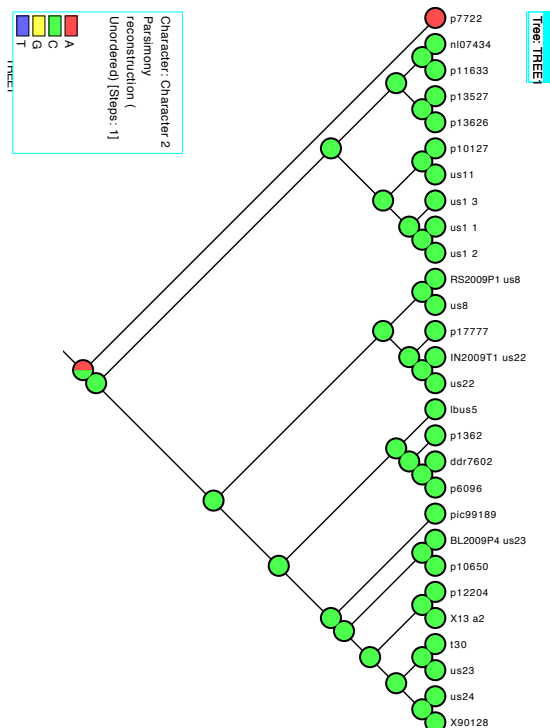 Tree: TREE1
p7722
nl07434
p11633
p13527
p13626
p10127
us11
us1 3
us1 1
us1 2
RS2009P1 us8
us8
p17777
IN2009T1 us22
us22
lbus5
p1362
ddr7602
p6096
pic99189
BL2009P4 us23
p10650
p12204
X13 a2
t30
us23
us24
X90128
Character: Character 2
Parsimony
reconstruction (
Unordered) [Steps: 1]
A
C
G
T